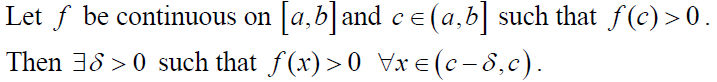 Let f be continuous on [a,b] and c ∈ (a,b] such that f(c) > 0.
Then ∃δ > 0 such that f(x) > 0 ∀x ∈ (c − δ, c).